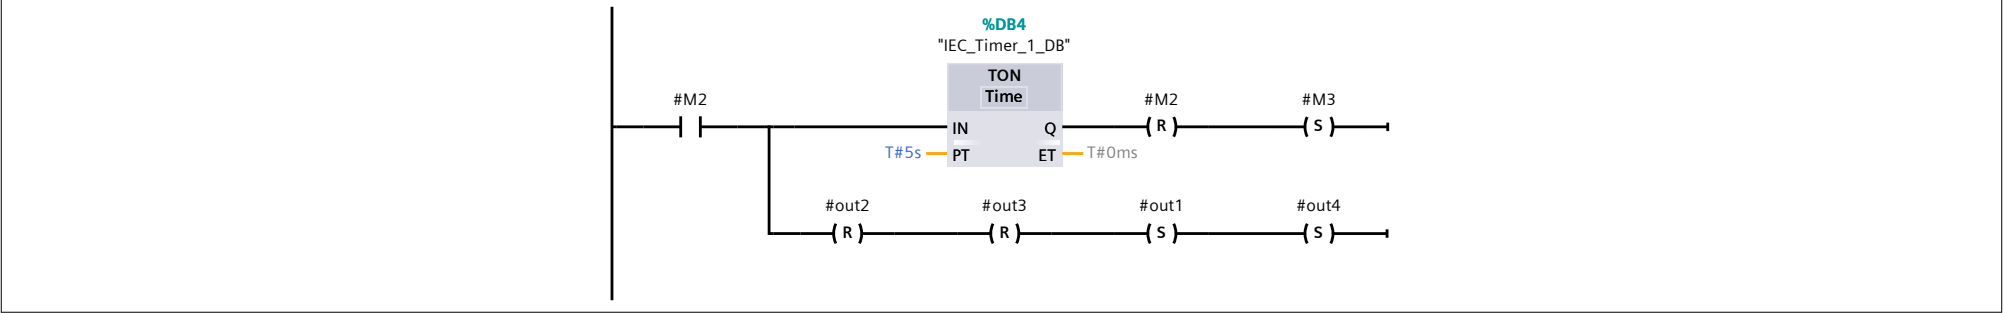 %DB4
"IEC_Timer_1_DB"
TON
Time
#M2
#M2
#M3
IN
Q
R
S
T#5s
PT
ET
T#0ms
#out2
#out3
#out1
#out4
R
R
S
S